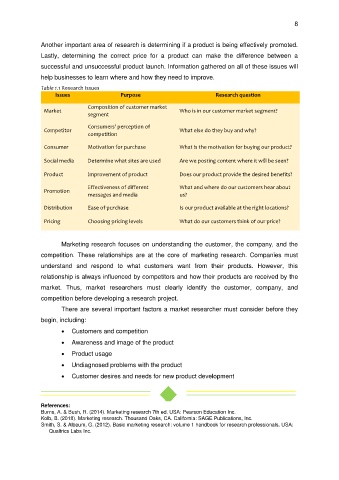 8
Another important area of research is determining if a product is being effectively promoted.
Lastly, determining the correct price for a product can make the difference between a
successful and unsuccessful product launch. Information gathered on all of these issues will
help businesses to learn where and how they need to improve.
Table 1.1 Research Issues
Issues Purpose Research question
Market Composition of customer market segment Who is in our customer market segment?
Competitor Consumers' perception of competition What else do they buy and why?
Consumer Motivation for purchase What is the motivation for buying our product?
Social media Determine what sites are used Are we posting content where it will be seen?
Product Improvement of product Does our product provide the desired benefits?
Promotion Effectiveness of different messages and media What and where do our customers hear about us?
Distribution Ease of purchase Is our product available at the right locations?
Pricing Choosing pricing levels What do our customers think of our price?
Marketing research focuses on understanding the customer, the company, and the
competition. These relationships are at the core of marketing research. Companies must
understand and respond to what customers want from their products. However, this
relationship is always influenced by competitors and how their products are received by the
market. Thus, market researchers must clearly identify the customer, company, and
competition before developing a research project.
There are several important factors a market researcher must consider before they
begin, including:
• Customers and competition
• Awareness and image of the product
• Product usage
• Undiagnosed problems with the product
• Customer desires and needs for new product development
References:
Burns, A. & Bush, R. (2014). Marketing research 7th ed. USA: Pearson Education Inc.
Kolb, B. (2018). Marketing research. Thousand Oaks, CA. California: SAGE Publications, Inc.
Smith, S. & Albaum, G. (2012). Basic marketing research: volume 1 handbook for research professionals. USA:
Qualtrics Labs Inc.